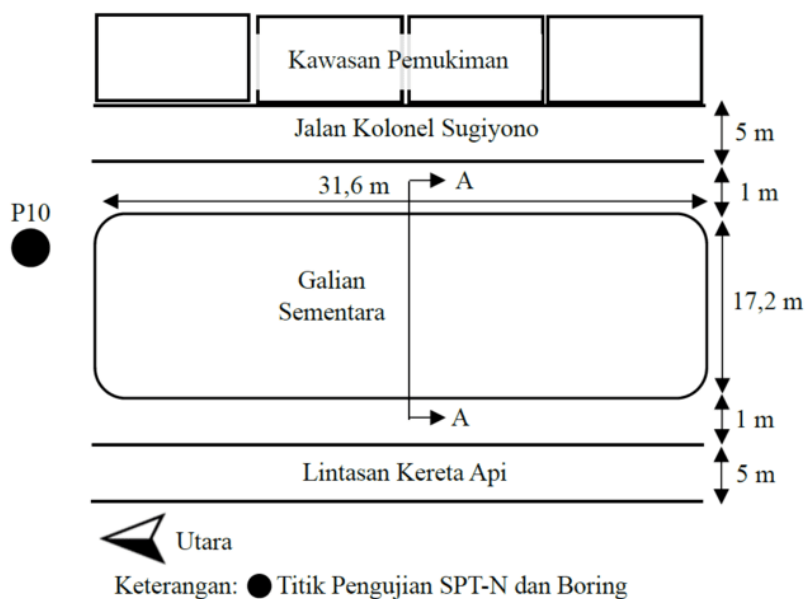 Kawasan Pemukiman
Jalan Kolonel Sugiyono
5 m
31,6 m
A
1 m
P10
Galian
Sementara
17,2 m
A
1 m
Lintasan Kereta Api
5 m
Utara
Keterangan: Titik Pengujian SPT-N dan Boring